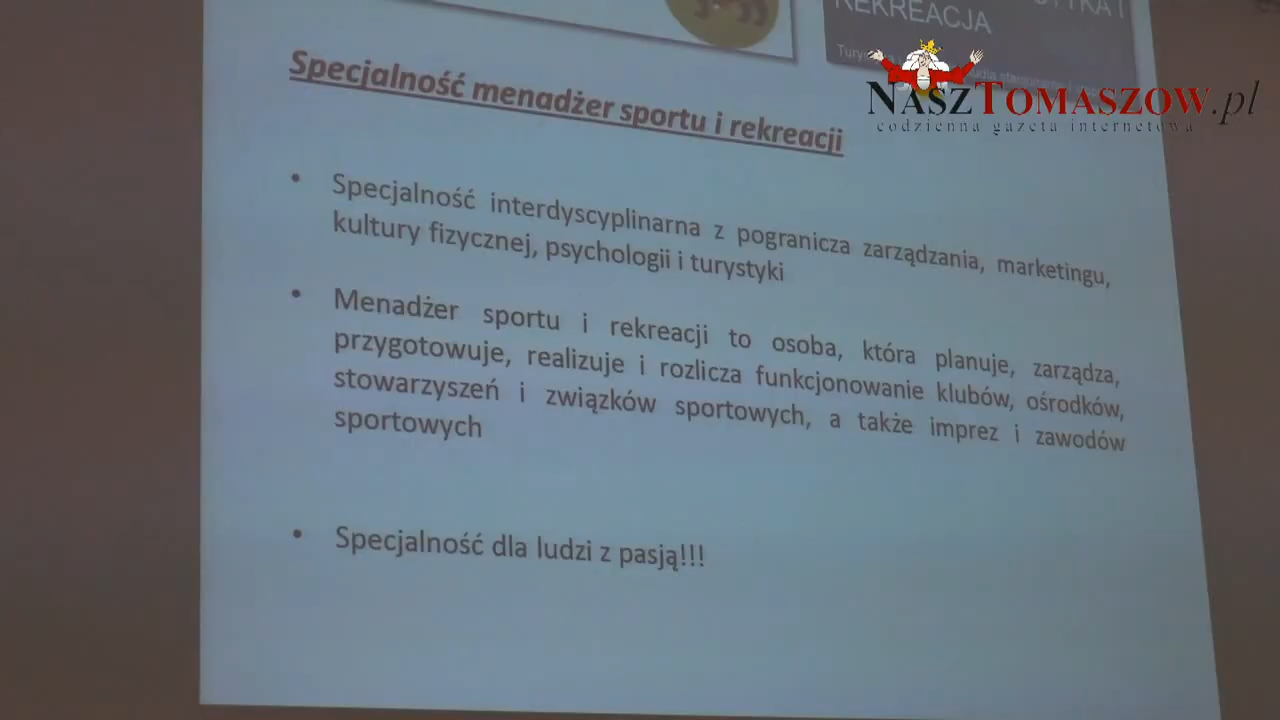 REKREACJA
NASZTOMASZOW.pl
codzienna gazeta internetowa
Specjalność menadżer sportu i rekreacji
• Specjalność interdyscyplinarna z pogranicza zarządzania, marketingu,
kultury fizycznej, psychologii i turystyki
• Menadżer sportu i rekreacji to osoba, która planuje, zarządza,
przygotowuje, realizuje i rozlicza funkcjonowanie klubów, ośrodków,
stowarzyszeń i związków sportowych, a także imprez i zawodów
sportowych
• Specjalność dla ludzi z pasją!!!